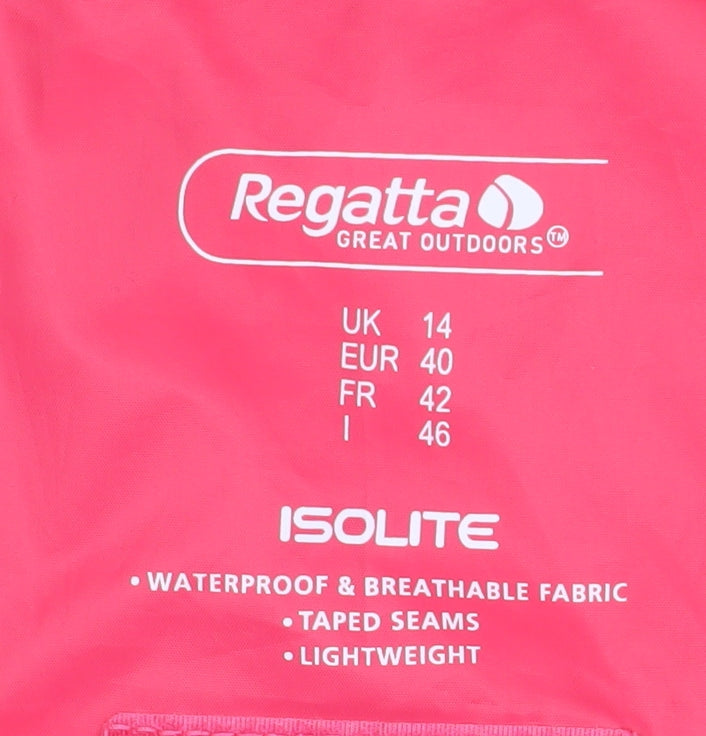 Regatta
GREAT OUTDOORS™
UK 14
EUR 40
FR 42
I 46
ISOLITE
• WATERPROOF & BREATHABLE FABRIC
• TAPED SEAMS
• LIGHTWEIGHT